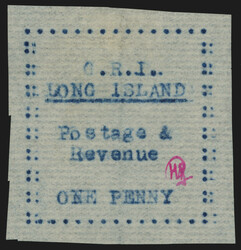 G.R.I.
LONG ISLAND
Postage &
Revenue
ONE PENNY